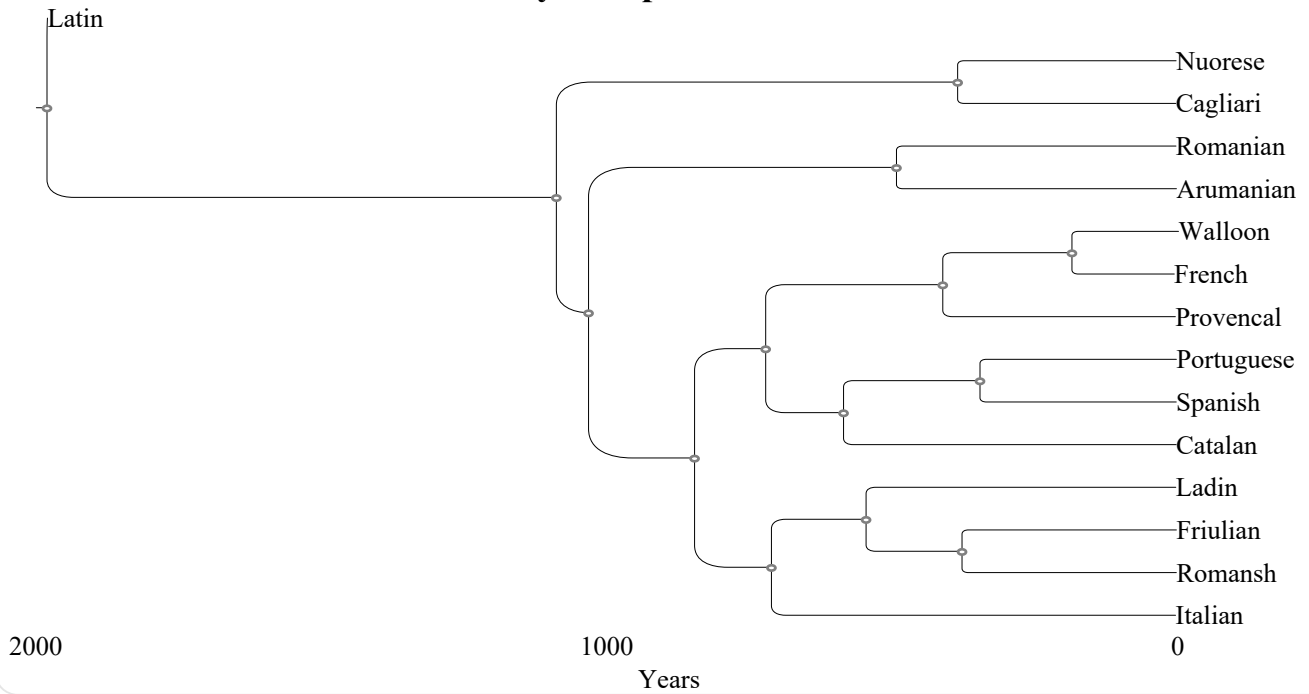 Latin
Nuorese
Cagliari
Romanian
Arumanian
Walloon
French
Provencal
Portuguese
Spanish
Catalan
Ladin
Friulian
Romansh
Italian
2000 1000 0
Years